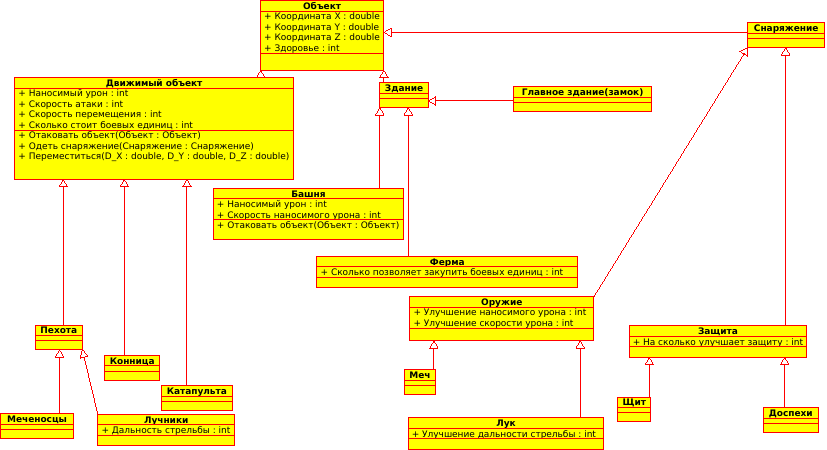 Объект
+ Координата X : double
+ Координата Y : double
+ Координата Z : double
+ Здоровье : int
Снаряжение
Движимый объект
+ Наносимый урон : int
+ Скорость атаки : int
+ Скорость перемещения : int
+ Сколько стоит боевых единиц : int
+ Отаковать объект(Объект : Объект)
+ Одеть снаряжение(Снаряжение : Снаряжение)
+ Переместиться(D_X : double, D_Y : double, D_Z : double)
Здание
Главное здание(замок)
Башня
+ Наносимый урон : int
+ Скорость наносимого урона : int
+ Отаковать объект(Объект : Объект)
Ферма
+ Сколько позволяет закупить боевых единиц : int
Оружие
+ Улучшение наносимого урона : int
+ Улучшение скорости урона : int
Пехота
Защита
+ На сколько улучшает защиту : int
Конница
Меч
Катапульта
Щит
Меченосцы
Лучники
+ Дальность стрельбы : int
Лук
+ Улучшение дальности стрельбы : int
Доспехи